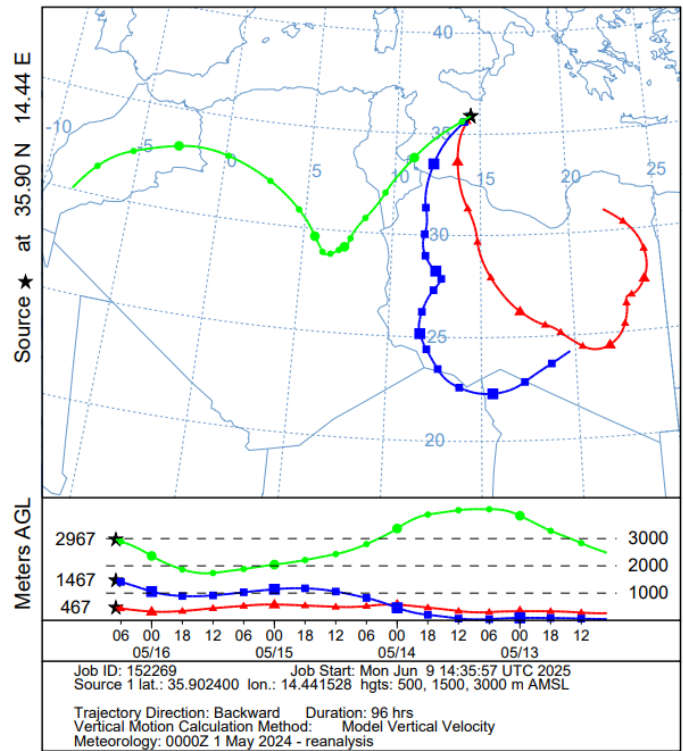 Source ★ at 35.90 N 14.44 E
40
-10
-5
35
5
10
15
20
25
30
25
20
Meters AGL
2967
1467
467
3000
2000
1000
06 00 18 12 06 00 18 12 06 00 18 12 06 00 18 12
05/16 05/15 05/14 05/13
Job ID: 152269 Job Start: Mon Jun 9 14:35:57 UTC 2025
Source 1 lat.: 35.902400 lon.: 14.441528 hgts: 500, 1500, 3000 m AMSL
Trajectory Direction: Backward Duration: 96 hrs
Vertical Motion Calculation Method: Model Vertical Velocity
Meteorology: 0000Z 1 May 2024 - reanalysis